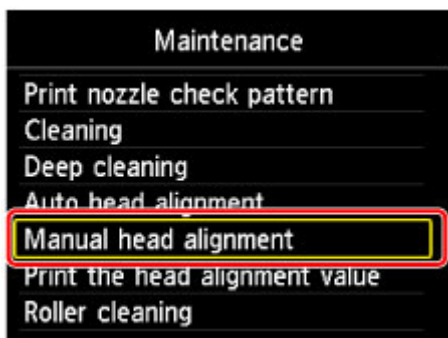 Maintenance
Print nozzle check pattern
Cleaning
Deep cleaning
Auto head alignment
Manual head alignment
Print the head alignment value
Roller cleaning